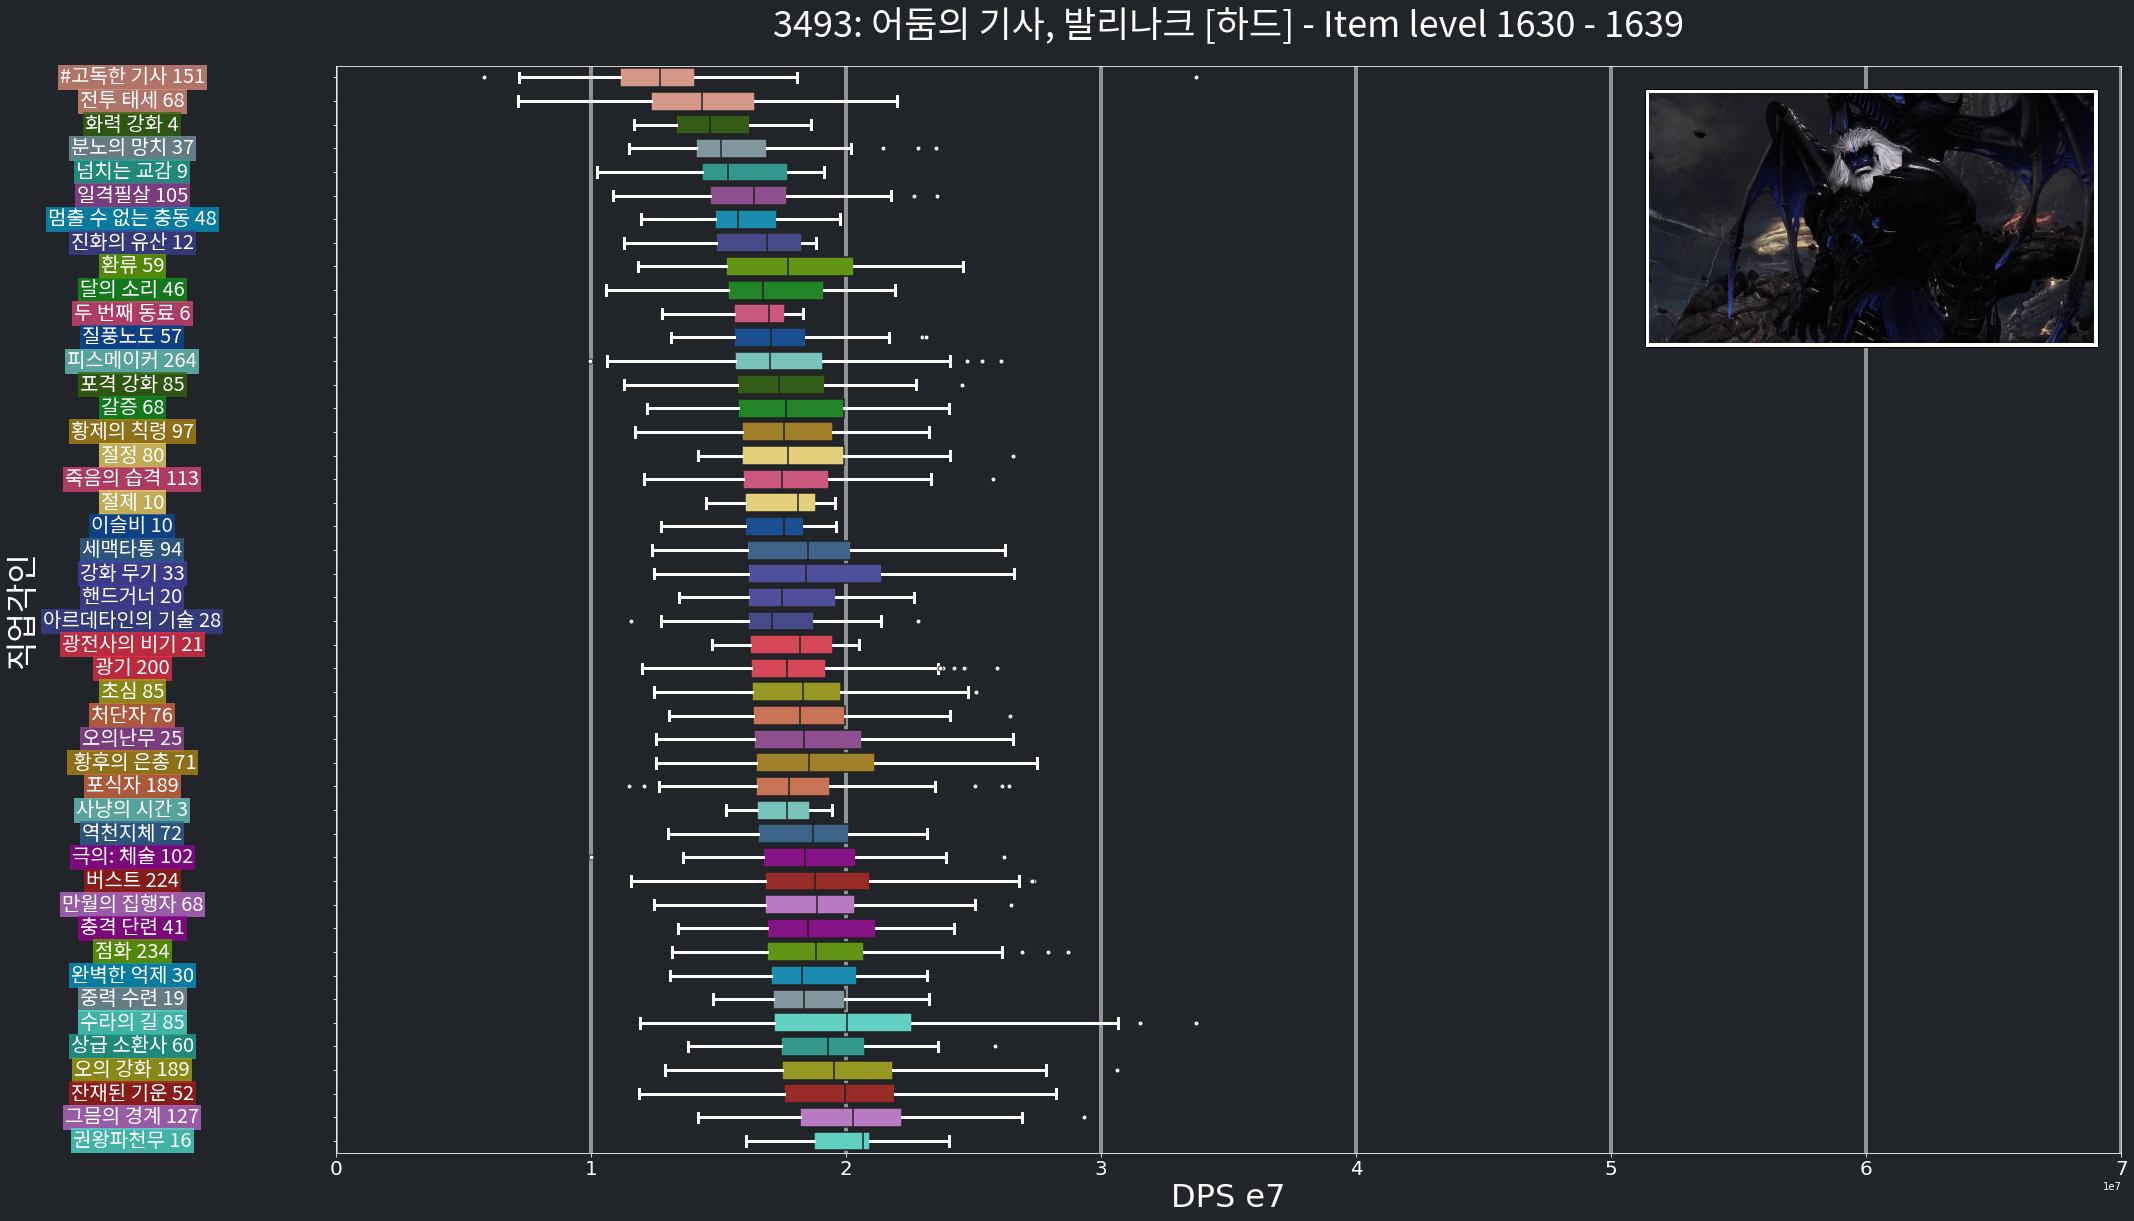 3493: 어둠의 기사, 발리나크 [하드] - Item level 1630 - 1639
#고독한 기사 151
전투 태세 68
화력 강화 4
분노의 망치 37
넘치는 교감 9
일격필살 105
멈출 수 없는 충동 48
진화의 유산 12
환류 59
달의 소리 46
두 번째 동료 6
질풍노도 57
피스메이커 264
포격 강화 85
갈증 68
황제의 칙령 97
절정 80
죽음의 습격 113
절제 10
이슬비 10
세맥타통 94
강화 무기 33
핸드거너 20
아르데타인의 기술 28
광전사의 비기 21
광기 200
초심 85
처단자 76
오의난무 25
황후의 은총 71
포식자 189
사냥의 시간 3
역천지체 72
극의: 체술 102
버스트 224
만월의 집행자 68
충격 단련 41
점화 234
완벽한 억제 30
중력 수련 19
수라의 길 85
상급 소환사 60
오의 강화 189
잔재된 기운 52
그믐의 경계 127
권왕파천무 16
직업각인
0 1 2 3 4 5 6 7
1e7
DPS e7